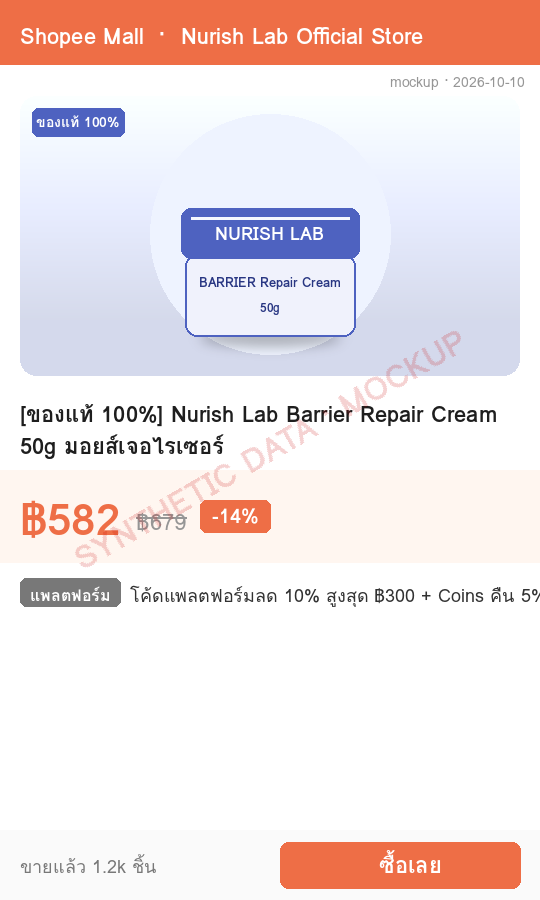 Shopee Mall · Nurish Lab Official Store
mockup · 2026-10-10
ของแท้ 100%
NURISH LAB
BARRIER Repair Cream
50g
[ของแท้ 100%] Nurish Lab Barrier Repair Cream
50g มอยส์เจอไรเซอร์
฿582 ฿679 -14%
SYNTHETIC DATA MOCKUP
แพลตฟอร์ม โค้ดแพลตฟอร์มลด 10% สูงสุด ฿300 + Coins คืน 5%
ขายแล้ว 1.2k ชิ้น
ซื้อเลย